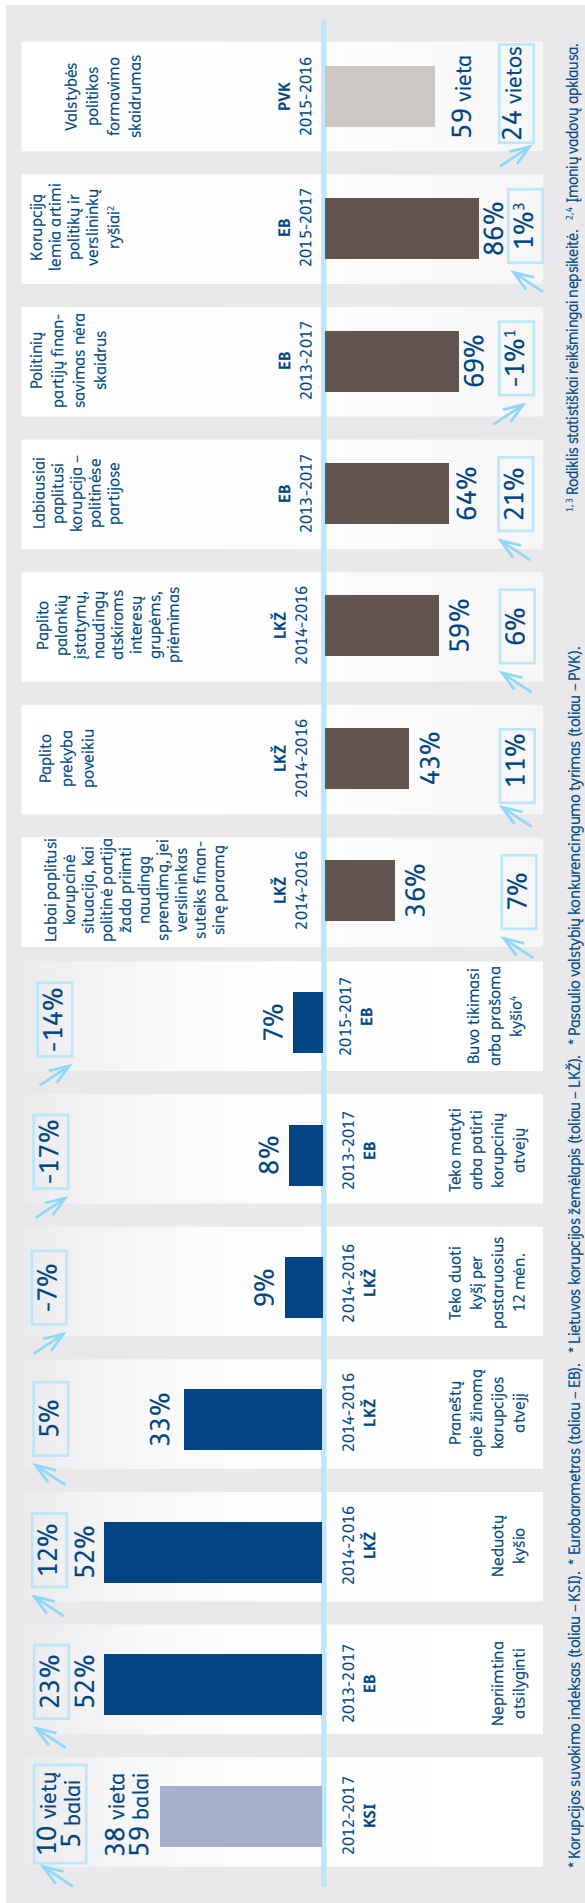 10 vietų
5 balai
38 vieta
59 balai
2012-2017
KSI
23%
52%
2013-2017
EB
Nepriimtina
atsilyginti
12%
52%
2014-2016
LKŽ
Neduotų
kyšio
5%
33%
2014-2016
LKŽ
Praneštų
apie žinomą
korupcijos
atvejį
-7%
9%
2014-2016
LKŽ
Teko duoti
kyšį per
pastaruosius
12 mėn.
-17%
8%
2013-2017
EB
Teko matyti
arba patirti
korupcinių
atvejų
-14%
7%
2015-2017
EB
Buvo tikimasi
arba prašoma
kyšio⁴
Labai paplitusi
korupcinė
situacija, kai
politinė partija
žada priimti
naudingą
sprendimą, jei
verslininkas
suteiks finan-
sinę paramą
LKŽ
2014-2016
36%
7%
Paplito
prekyba
poveikiu
LKŽ
2014-2016
43%
11%
Paplito
palankių
įstatymų,
naudingų
atskiroms
interesų
grupėms,
priėmimas
LKŽ
2014-2016
59%
6%
Labiausiai
paplitusi
korupcija –
politinėse
partijose
EB
2013-2017
64%
21%
Politinių
partijų finan-
savimas nėra
skaidrus
EB
2013-2017
69%
-1%¹
Korupciją
lemia artimi
politikų ir
verslininkų
ryšiai²
EB
2015-2017
86%
1%³
Valstybės
politikos
formavimo
skaidrumas
PVK
2015-2016
59 vieta
24 vietos
¹,³ Rodiklis statistiškai reikšmingai nepsikeitė. ²,⁴ Įmonių vadovų apklausa.
* Korupcijos suvokimo indeksas (toliau – KSI). * Eurobarometras (toliau – EB). * Lietuvos korupcijos žemėlapis (toliau – LKŽ). * Pasaulio valstybių konkurencingumo tyrimas (toliau – PVK).